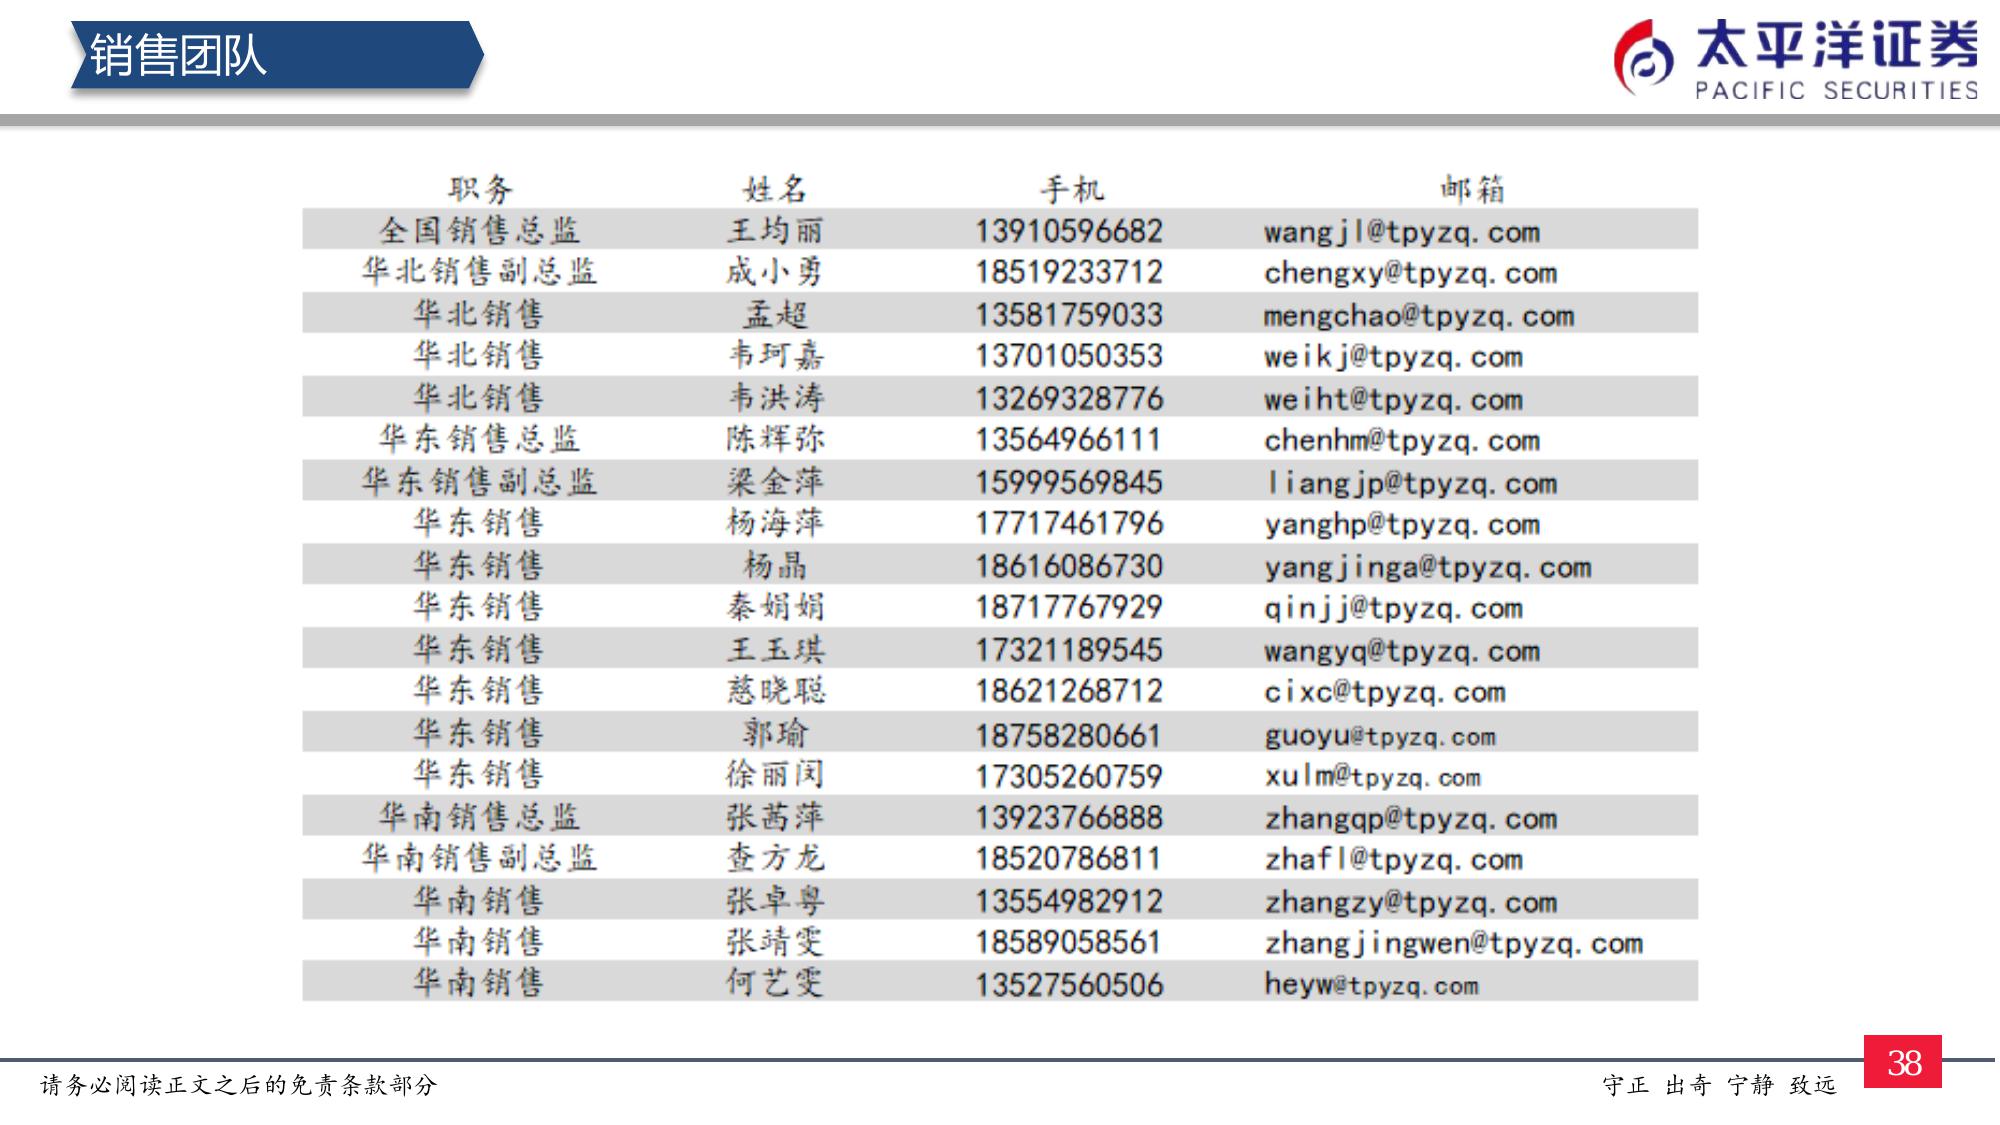 销售团队
太平洋证券
PACIFIC SECURITIES
职务 姓名 手机 邮箱
全国销售总监 王均丽 13910596682 wangjl@tpyzq.com
华北销售副总监 成小勇 18519233712 chengxy@tpyzq.com
华北销售 孟超 13581759033 mengchao@tpyzq.com
华北销售 韦珂嘉 13701050353 weikj@tpyzq.com
华北销售 韦洪涛 13269328776 weiht@tpyzq.com
华东销售总监 陈辉弥 13564966111 chenhm@tpyzq.com
华东销售副总监 梁金萍 15999569845 liangjp@tpyzq.com
华东销售 杨海萍 17717461796 yanghp@tpyzq.com
华东销售 杨晶 18616086730 yangjinga@tpyzq.com
华东销售 秦娟娟 18717767929 qinjj@tpyzq.com
华东销售 王玉琪 17321189545 wangyq@tpyzq.com
华东销售 慈晓聪 18621268712 cixc@tpyzq.com
华东销售 郭瑜 18758280661 guoyu@tpyzq.com
华东销售 徐丽闵 17305260759 xulm@tpyzq.com
华南销售总监 张茜萍 13923766888 zhangqp@tpyzq.com
华南销售副总监 查方龙 18520786811 zhafl@tpyzq.com
华南销售 张卓粤 13554982912 zhangzy@tpyzq.com
华南销售 张靖雯 18589058561 zhangjingwen@tpyzq.com
华南销售 何艺雯 13527560506 heyw@tpyzq.com
请务必阅读正文之后的免责条款部分
守正 出奇 宁静 致远
38